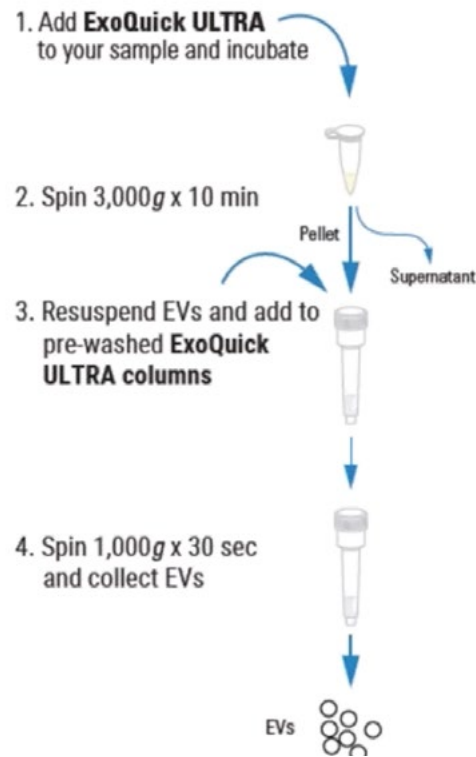 1. Add ExoQuick ULTRA
to your sample and incubate
2. Spin 3,000g x 10 min
Pellet
Supernatant
3. Resuspend EVs and add to
pre-washed ExoQuick
ULTRA columns
4. Spin 1,000g x 30 sec
and collect EVs
EVs